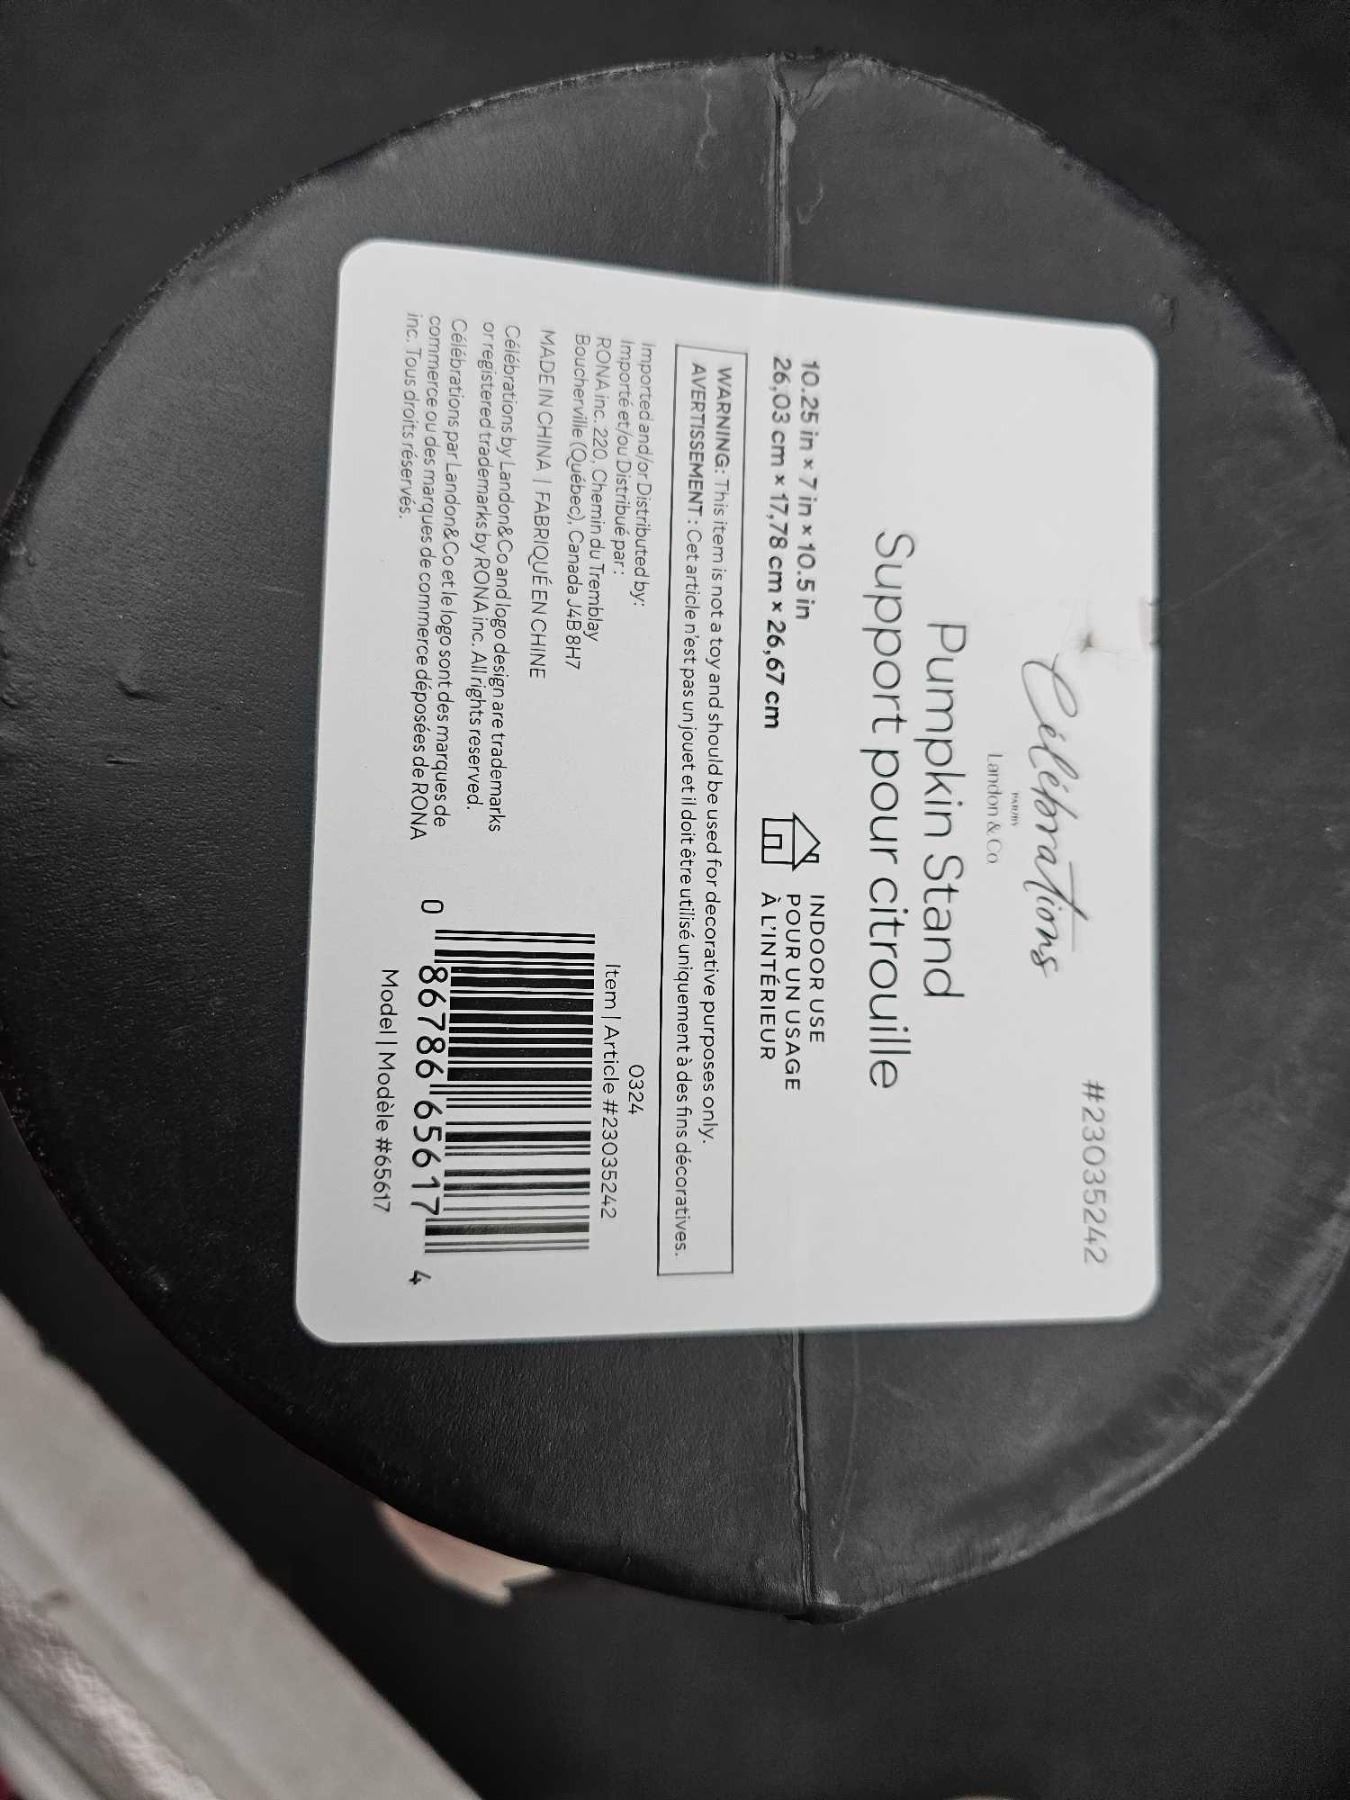 #23035242
Célébrations
PAR/BY
Landon & Co
Pumpkin Stand
Support pour citrouille
10.25 in × 7 in × 10.5 in
26,03 cm × 17,78 cm × 26,67 cm
INDOOR USE
POUR UN USAGE
À L'INTÉRIEUR
WARNING: This item is not a toy and should be used for decorative purposes only.
AVERTISSEMENT : Cet article n'est pas un jouet et il doit être utilisé uniquement à des fins décoratives.
Imported and/or Distributed by:
Importé et/ou Distribué par :
RONA inc. 220, Chemin du Tremblay
Boucherville (Québec), Canada J4B 8H7
MADE IN CHINA | FABRIQUÉ EN CHINE
Célébrations by Landon&Co and logo design are trademarks
or registered trademarks by RONA inc. All rights reserved.
Célébrations par Landon&Co et le logo sont des marques de
commerce ou des marques de commerce déposées de RONA
inc. Tous droits réservés.
0324
Item | Article #23035242
0 86786 65617 4
Model | Modèle #65617